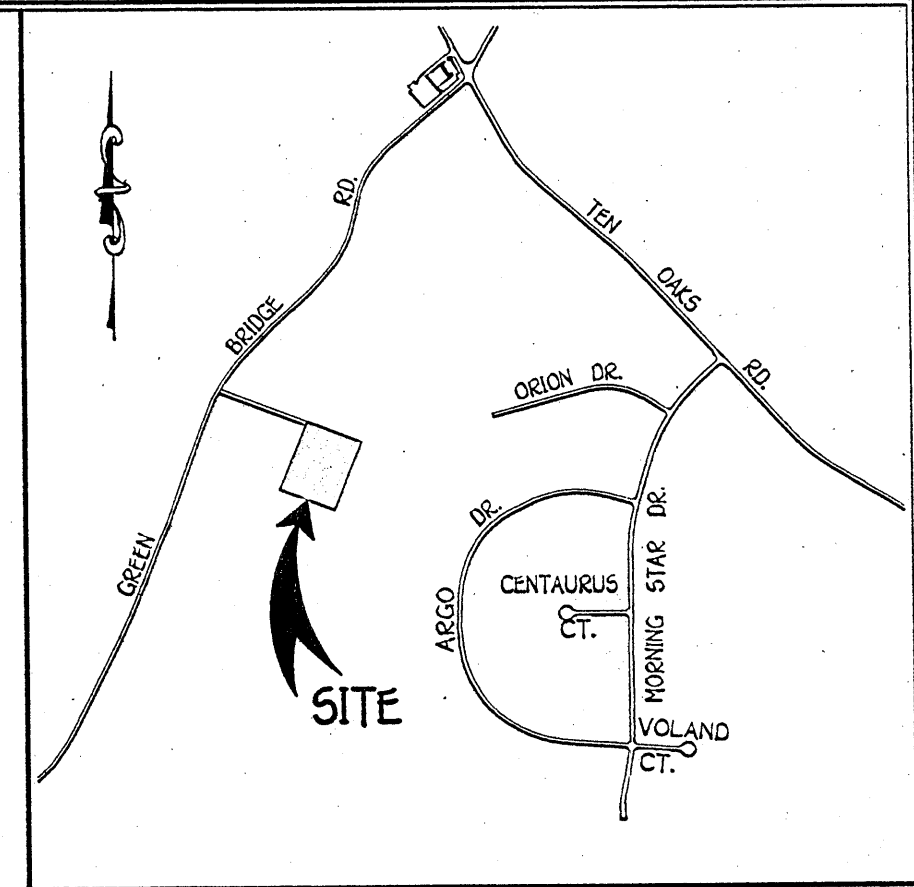 GREEN BRIDGE RD.
TEN OAKS RD.
ORION DR.
ARGO DR.
CENTAURUS CT.
MORNING STAR DR.
VOLAND CT.
SITE